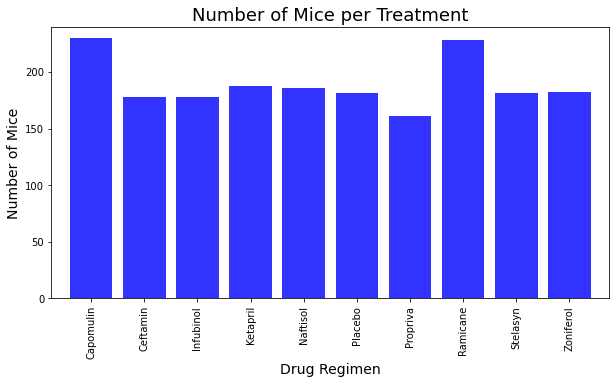 Number of Mice per Treatment
Number of Mice
200
150
100
50
0
Capomulin
Ceftamin
Infubinol
Ketapril
Naftisol
Placebo
Propriva
Ramicane
Stelasyn
Zoniferol
Drug Regimen